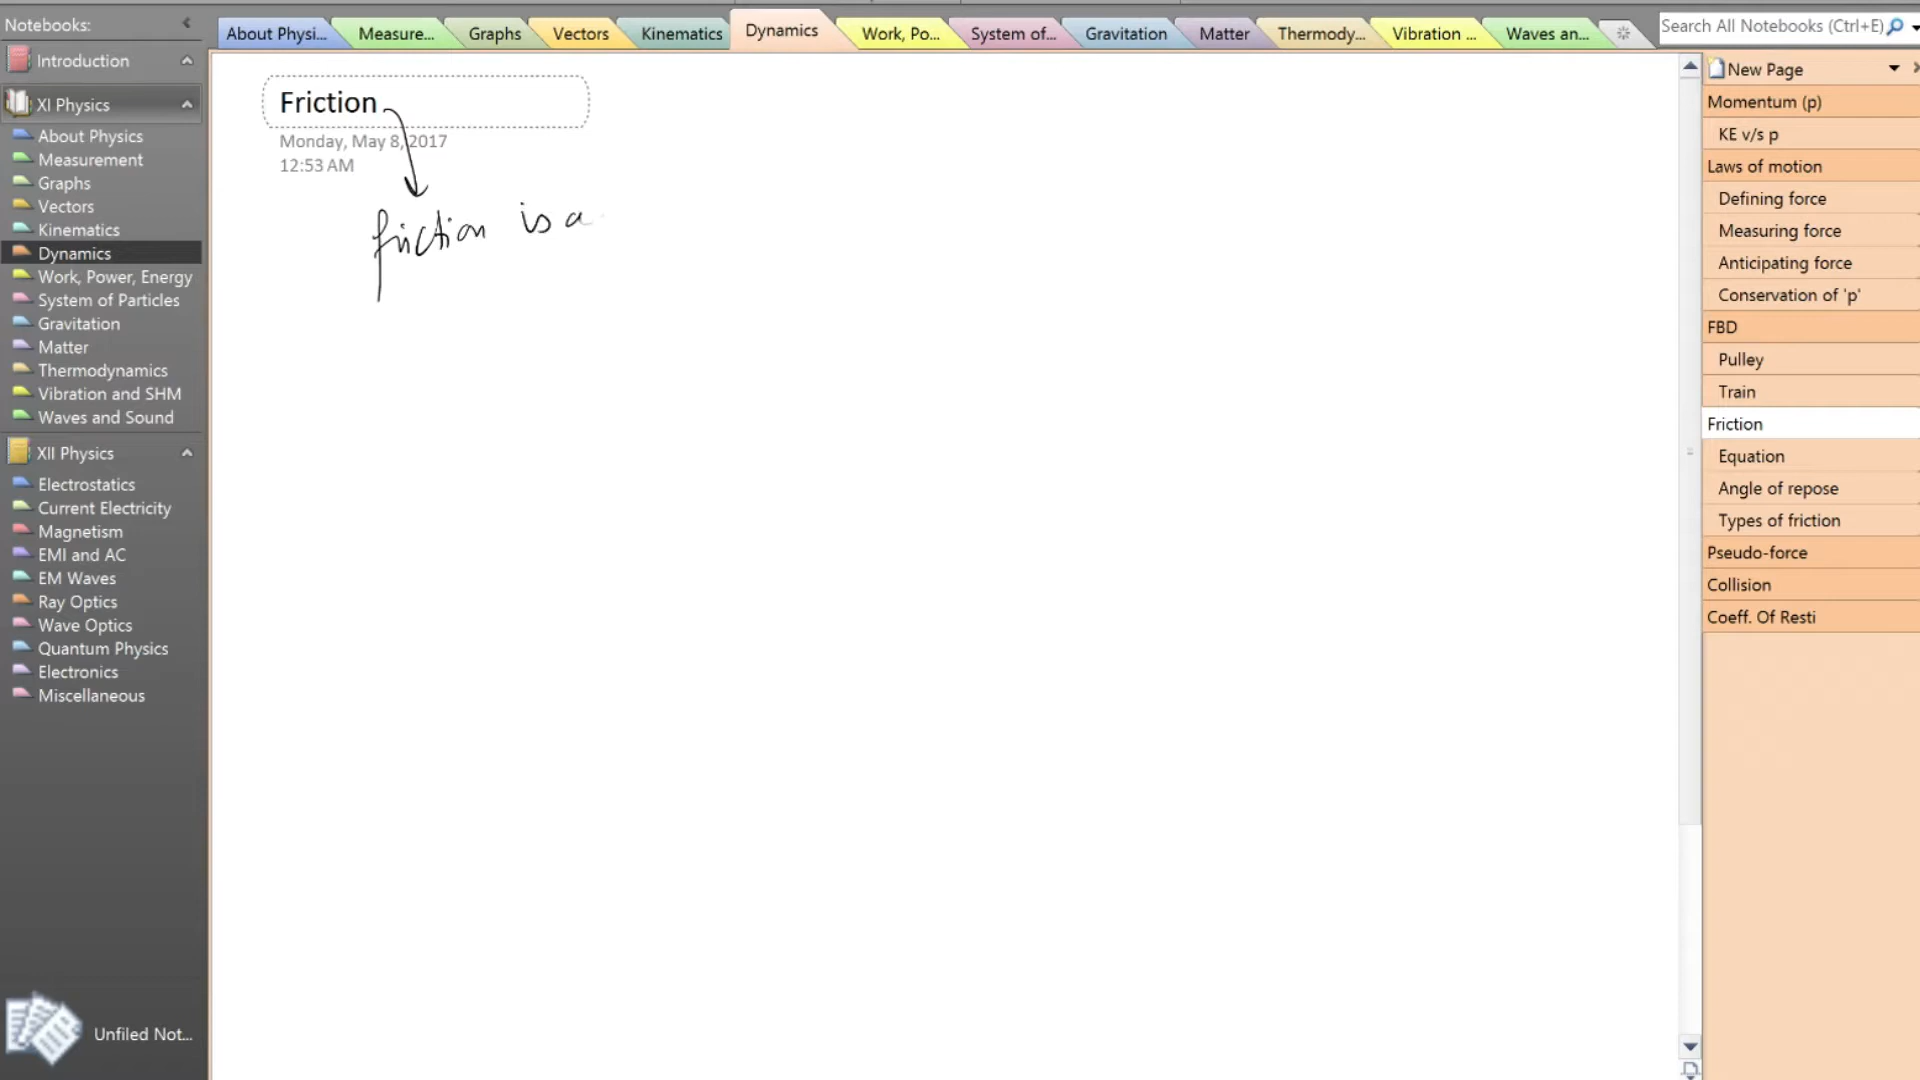 Notebooks:
Introduction
XI Physics
About Physics
Measurement
Graphs
Vectors
Kinematics
Dynamics
Work, Power, Energy
System of Particles
Gravitation
Matter
Thermodynamics
Vibration and SHM
Waves and Sound
XII Physics
Electrostatics
Current Electricity
Magnetism
EMI and AC
EM Waves
Ray Optics
Wave Optics
Quantum Physics
Electronics
Miscellaneous
Unfiled Not...
About Physi... Measure... Graphs Vectors Kinematics Dynamics Work, Po... System of... Gravitation Matter Thermody... Vibration ... Waves an...
Search All Notebooks (Ctrl+E)
Friction
Monday, May 8, 2017
12:53 AM
friction is a
New Page
Momentum (p)
KE v/s p
Laws of motion
Defining force
Measuring force
Anticipating force
Conservation of 'p'
FBD
Pulley
Train
Friction
Equation
Angle of repose
Types of friction
Pseudo-force
Collision
Coeff. Of Resti